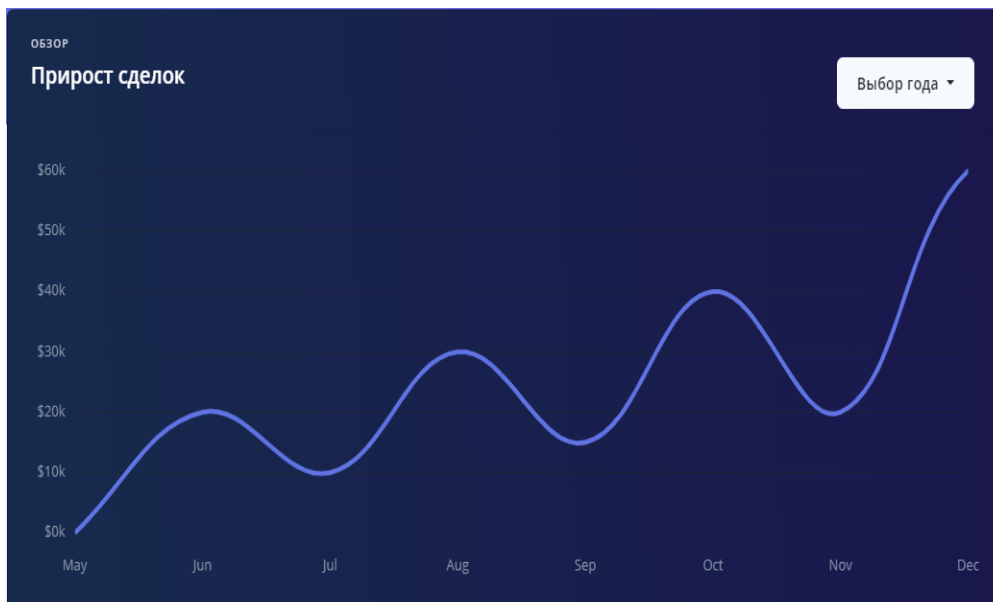 ОБЗОР
Прирост сделок
Выбор года
$60k
$50k
$40k
$30k
$20k
$10k
$0k
May Jun Jul Aug Sep Oct Nov Dec